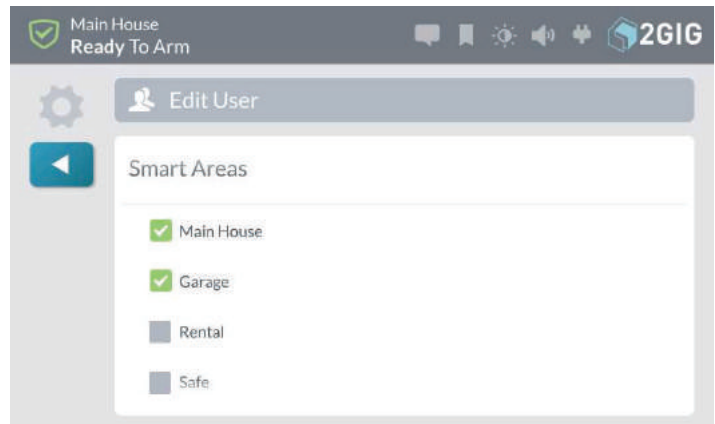 Main House
Ready To Arm
2GIG
Edit User
Smart Areas
Main House
Garage
Rental
Safe